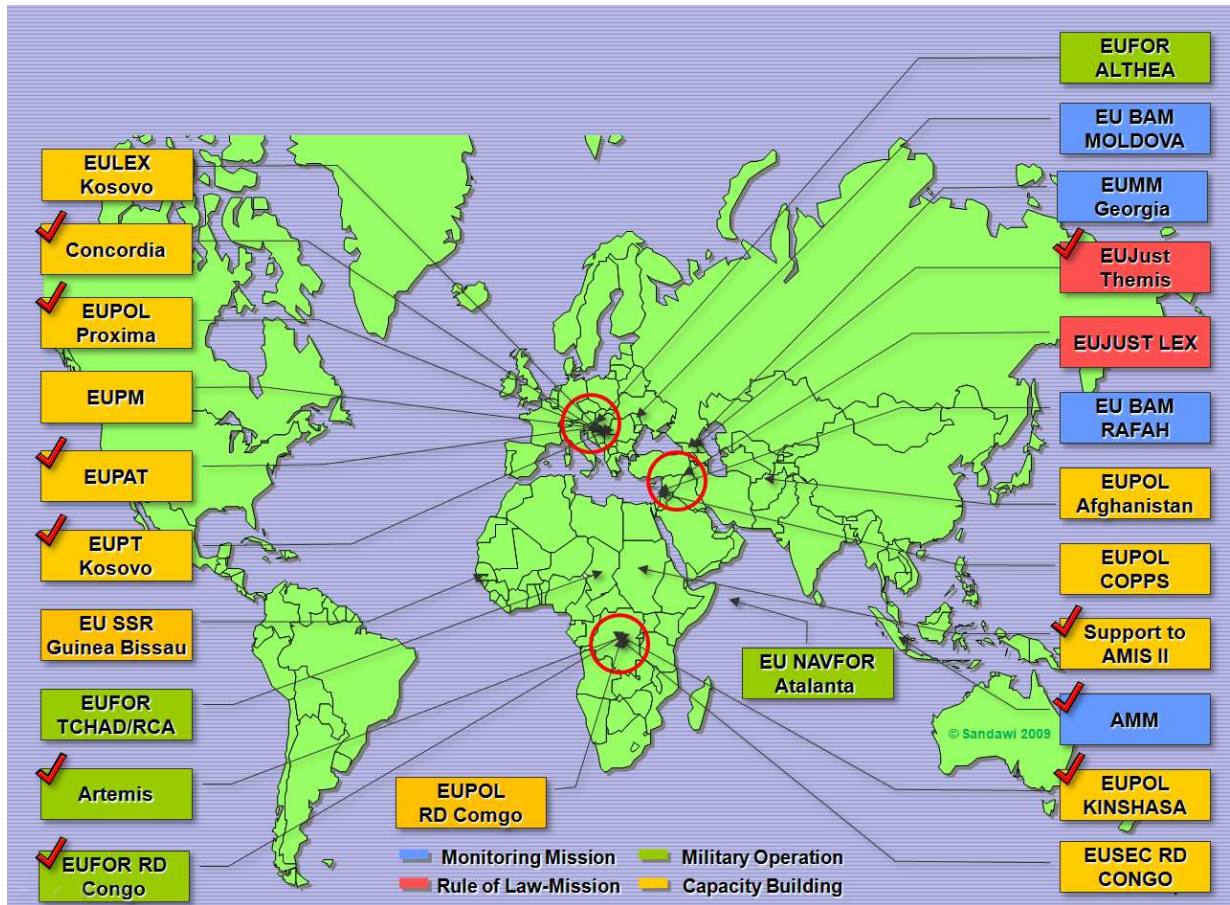 EULEX
Kosovo
Concordia
EUPOL
Proxima
EUPM
EUPAT
EUPT
Kosovo
EU SSR
Guinea Bissau
EUFOR
TCHAD/RCA
Artemis
EUFOR RD
Congo
EUPOL
RD Comgo
EU NAVFOR
Atalanta
EUFOR
ALTHEA
EU BAM
MOLDOVA
EUMM
Georgia
EUJust
Themis
EUJUST LEX
EU BAM
RAFAH
EUPOL
Afghanistan
EUPOL
COPPS
Support to
AMIS II
AMM
EUPOL
KINSHASA
EUSEC RD
CONGO
© Sandawi 2009
Monitoring Mission
Military Operation
Rule of Law-Mission
Capacity Building